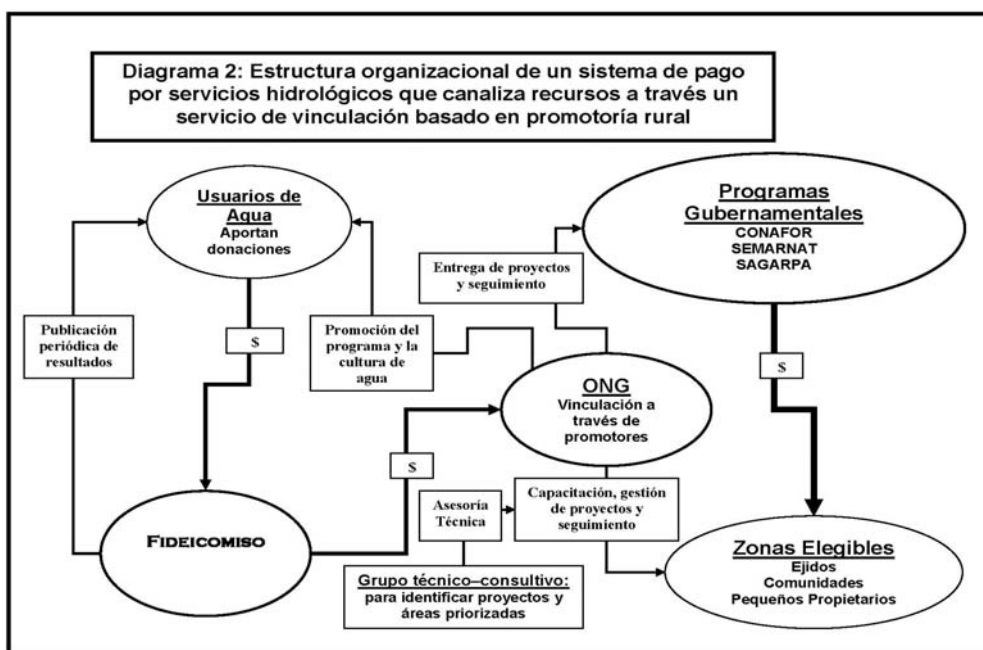 Diagrama 2: Estructura organizacional de un sistema de pago
por servicios hidrológicos que canaliza recursos a través un
servicio de vinculación basado en promotoría rural
Usuarios de
Agua
Aportan
donaciones
Programas
Gubernamentales
CONAFOR
SEMARNAT
SAGARPA
Entrega de proyectos
y seguimiento
Publicación
periódica de
resultados
$
Promoción del
programa y la
cultura de
agua
$
ONG
Vinculación a
través de
promotores
$
Asesoría
Técnica
Capacitación, gestión
de proyectos y
seguimiento
FIDEICOMISO
Grupo técnico–consultivo:
para identificar proyectos y
áreas priorizadas
Zonas Elegibles
Ejidos
Comunidades
Pequeños Propietarios